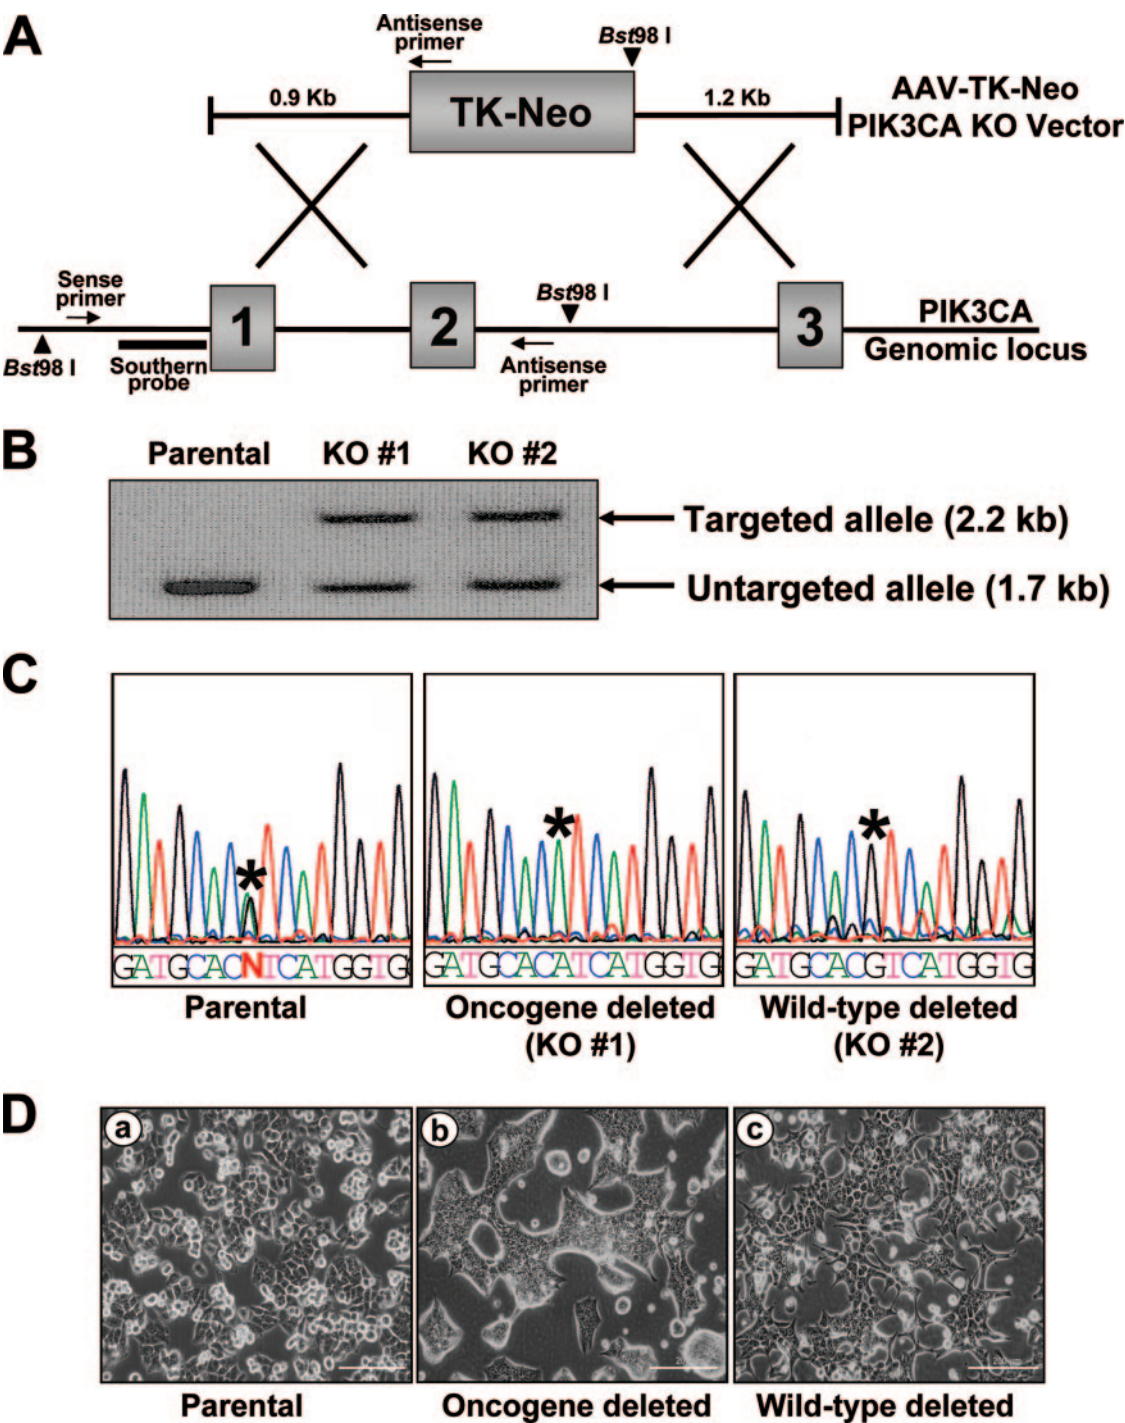 A
Antisense
primer
Bst98 I
0.9 Kb
TK-Neo
1.2 Kb
AAV-TK-Neo
PIK3CA KO Vector
Sense
primer
Bst98 I
1
2
3
PIK3CA
Genomic locus
Bst98 I
Southern
probe
Antisense
primer
B
Parental KO #1 KO #2
Targeted allele (2.2 kb)
Untargeted allele (1.7 kb)
C
*
*
*
GATGCACNTCATGGTG
GATGCACATCATGGTG
GATGCACGTCATGGTG
Parental
Oncogene deleted
(KO #1)
Wild-type deleted
(KO #2)
D
a
b
c
Parental
Oncogene deleted
Wild-type deleted